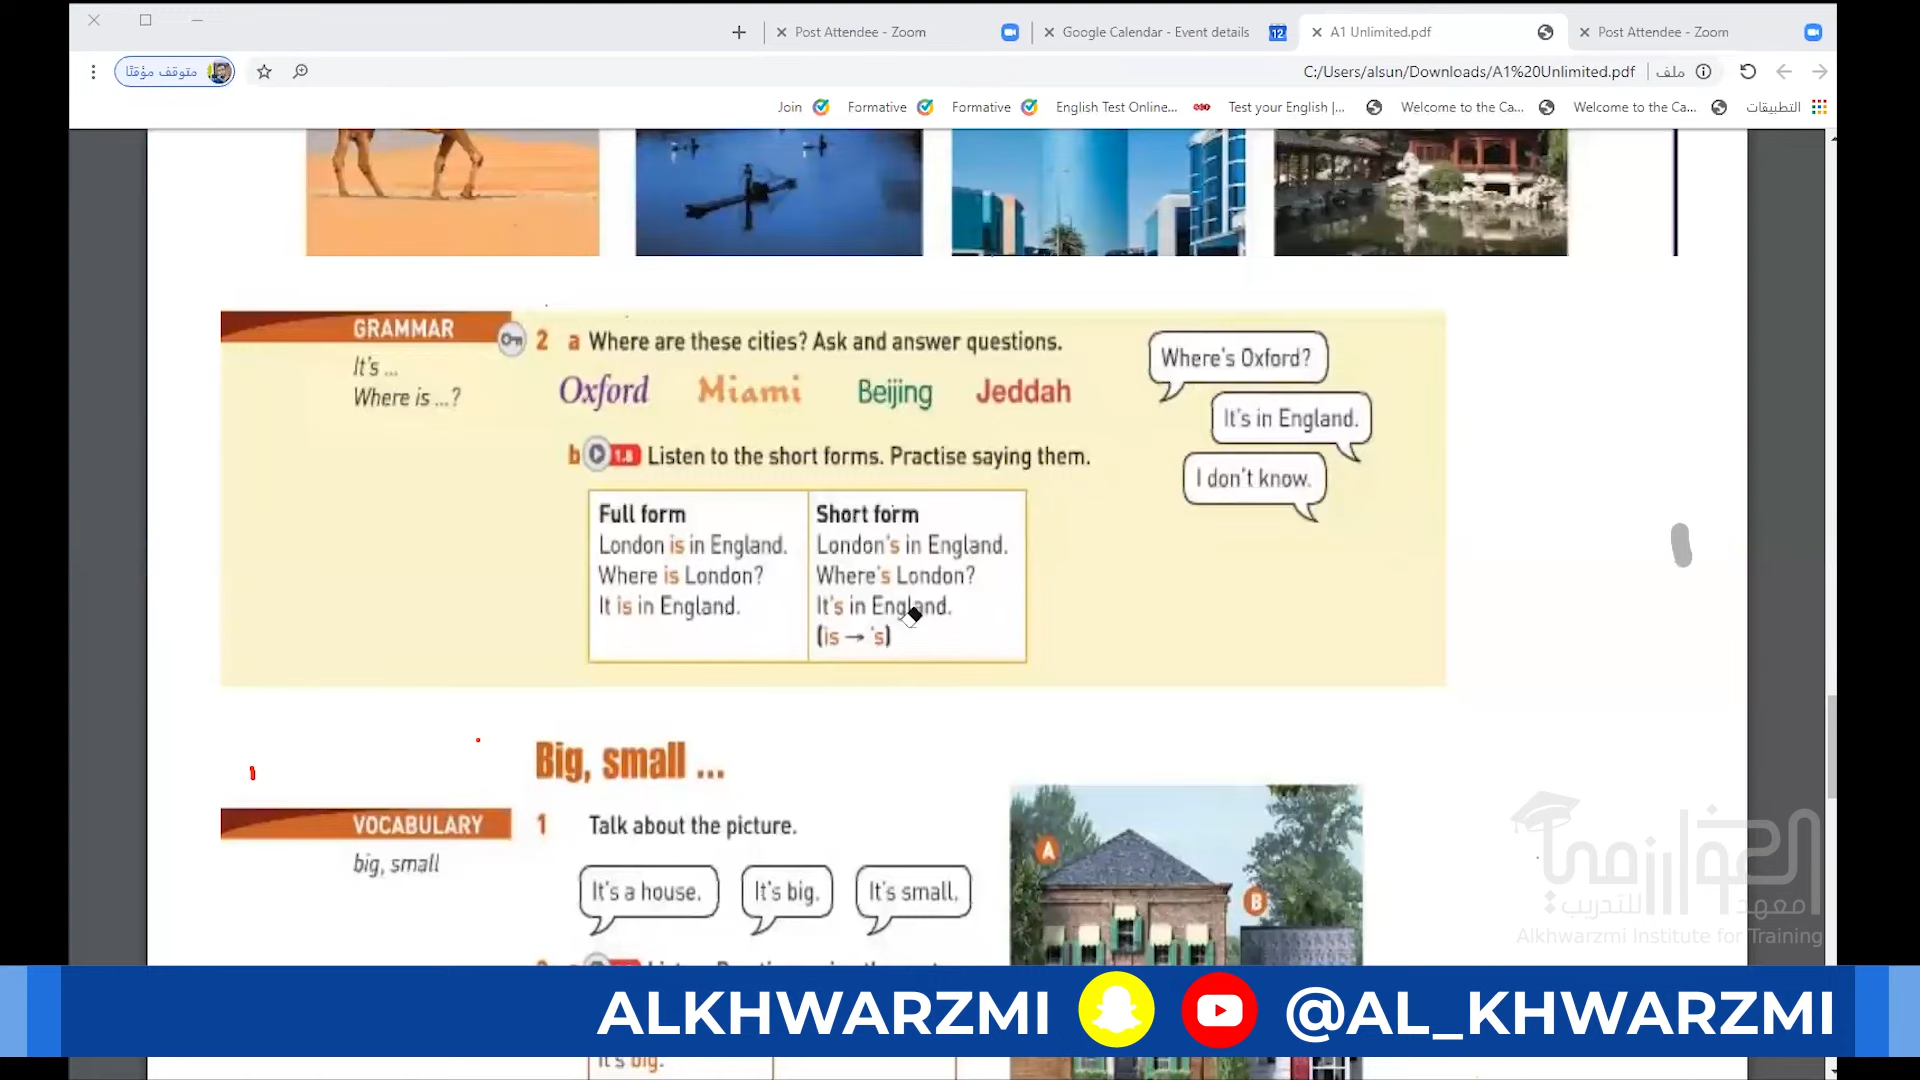 Post Attendee - Zoom
Google Calendar - Event details
12
A1 Unlimited.pdf
Post Attendee - Zoom
متوقف مؤقتًا
C:/Users/alsun/Downloads/A1%20Unlimited.pdf
ملف
Join
Formative
Formative
English Test Online...
Test your English |...
Welcome to the Ca...
Welcome to the Ca...
التطبيقات
GRAMMAR
It's ...
Where is ...?
2 a Where are these cities? Ask and answer questions.
Oxford Miami Beijing Jeddah
Where's Oxford?
It's in England.
I don't know.
b 1.8 Listen to the short forms. Practise saying them.
Full form
London is in England.
Where is London?
It is in England.
Short form
London's in England.
Where's London?
It's in England.
(is → 's)
Big, small ...
VOCABULARY
big, small
1 Talk about the picture.
It's a house.
It's big.
It's small.
A
B
الخوارزمي
معهد للتدريب
Alkhwarzmi Institute for Training
ALKHWARZMI
@AL_KHWARZMI
It's big.